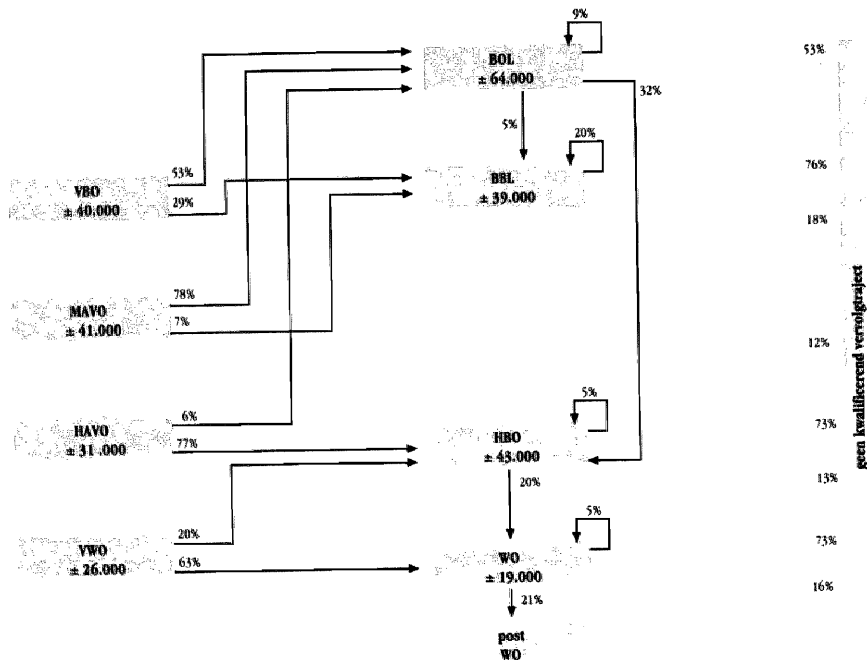 9%
53%
BOL
± 64.000
32%
5%
20%
53%
76%
VBO
± 40.000
29%
BBL
± 39.000
18%
78%
MAVO
± 41.000
7%
12%
geen kwalificerend vervolgtraject
6%
5%
73%
HAVO
± 31.000
77%
HBO
± 43.000
20%
13%
20%
5%
73%
VWO
± 26.000
63%
WO
± 19.000
16%
21%
post
WO